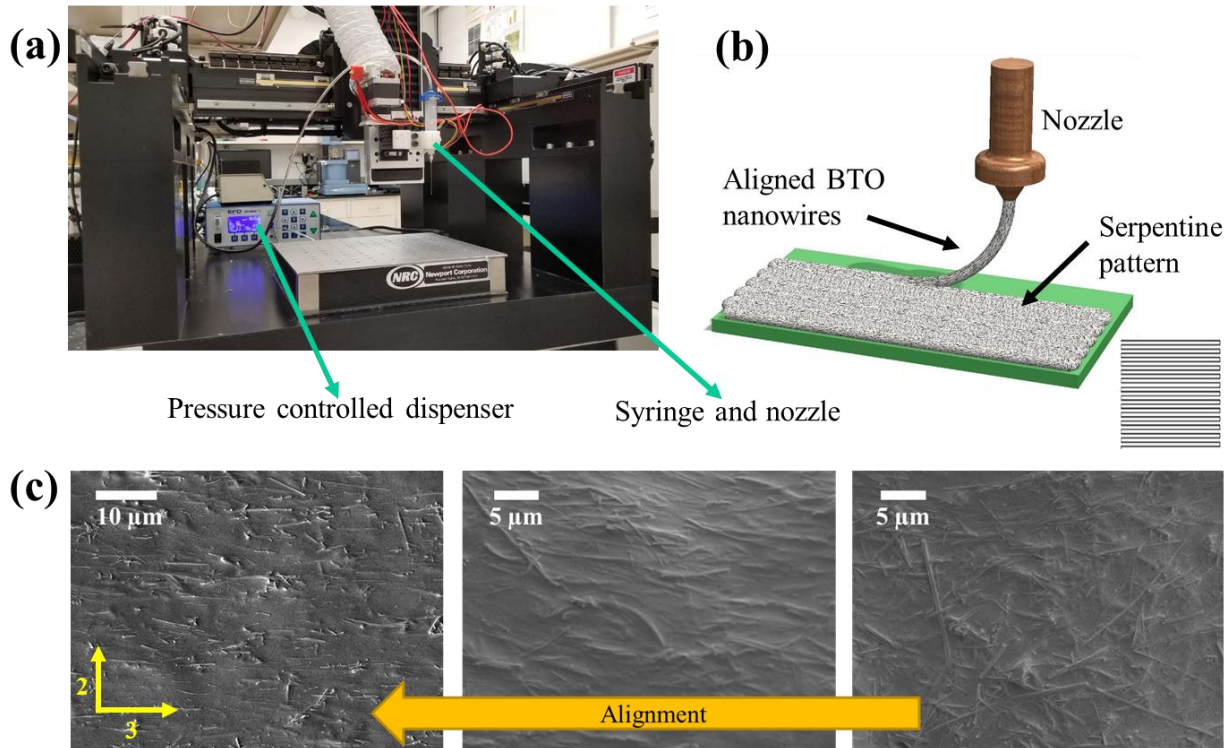 (a)
EFD
NRC
Newport Corporation
Pressure controlled dispenser
Syringe and nozzle
(b)
Nozzle
Aligned BTO
nanowires
Serpentine
pattern
(c)
10 µm
5 µm
5 µm
2
3
Alignment